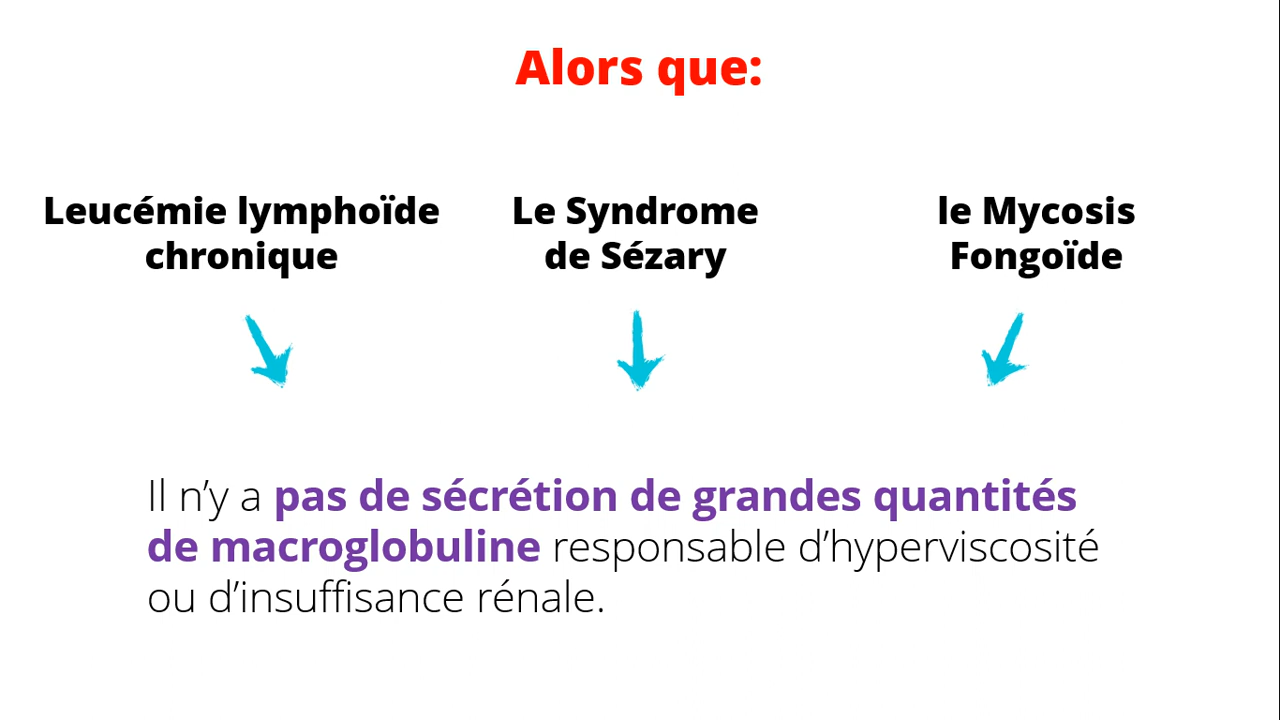 Alors que:
Leucémie lymphoïde
chronique
Le Syndrome
de Sézary
le Mycosis
Fongoïde
Il n’y a pas de sécrétion de grandes quantités
de macroglobuline responsable d’hyperviscosité
ou d’insuffisance rénale.